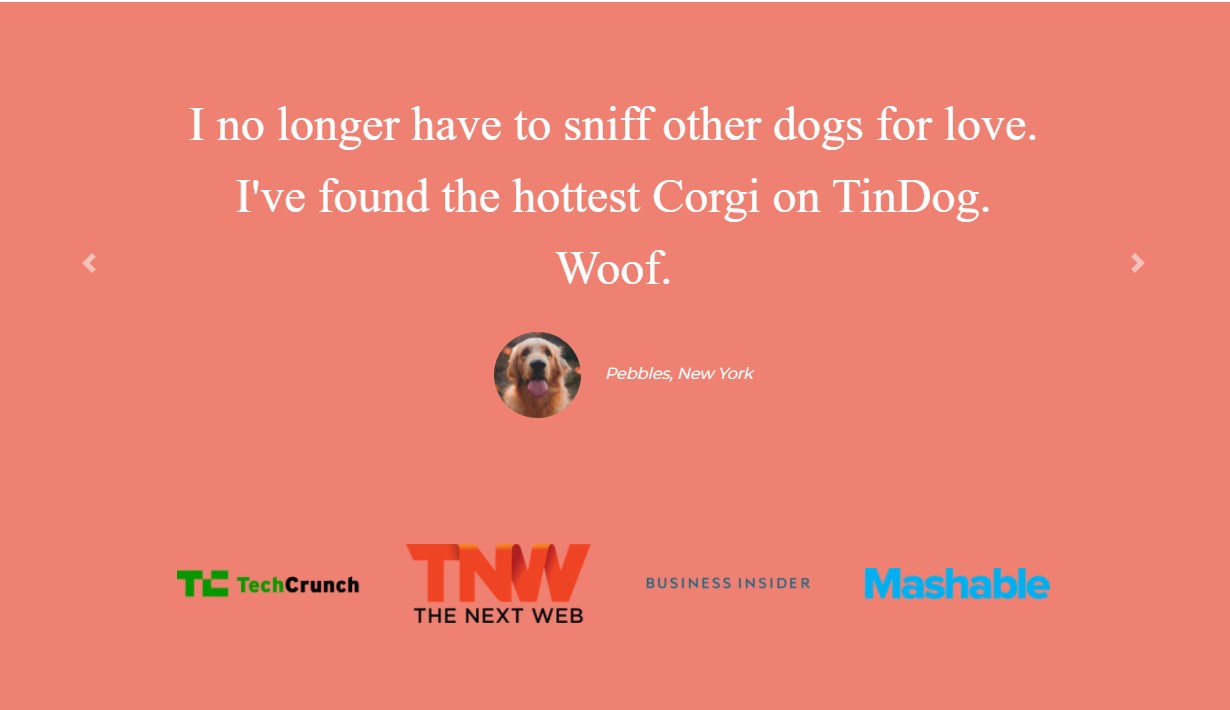 I no longer have to sniff other dogs for love.
I've found the hottest Corgi on TinDog.
Woof.
Pebbles, New York
TC TechCrunch
TNW
THE NEXT WEB
BUSINESS INSIDER
Mashable